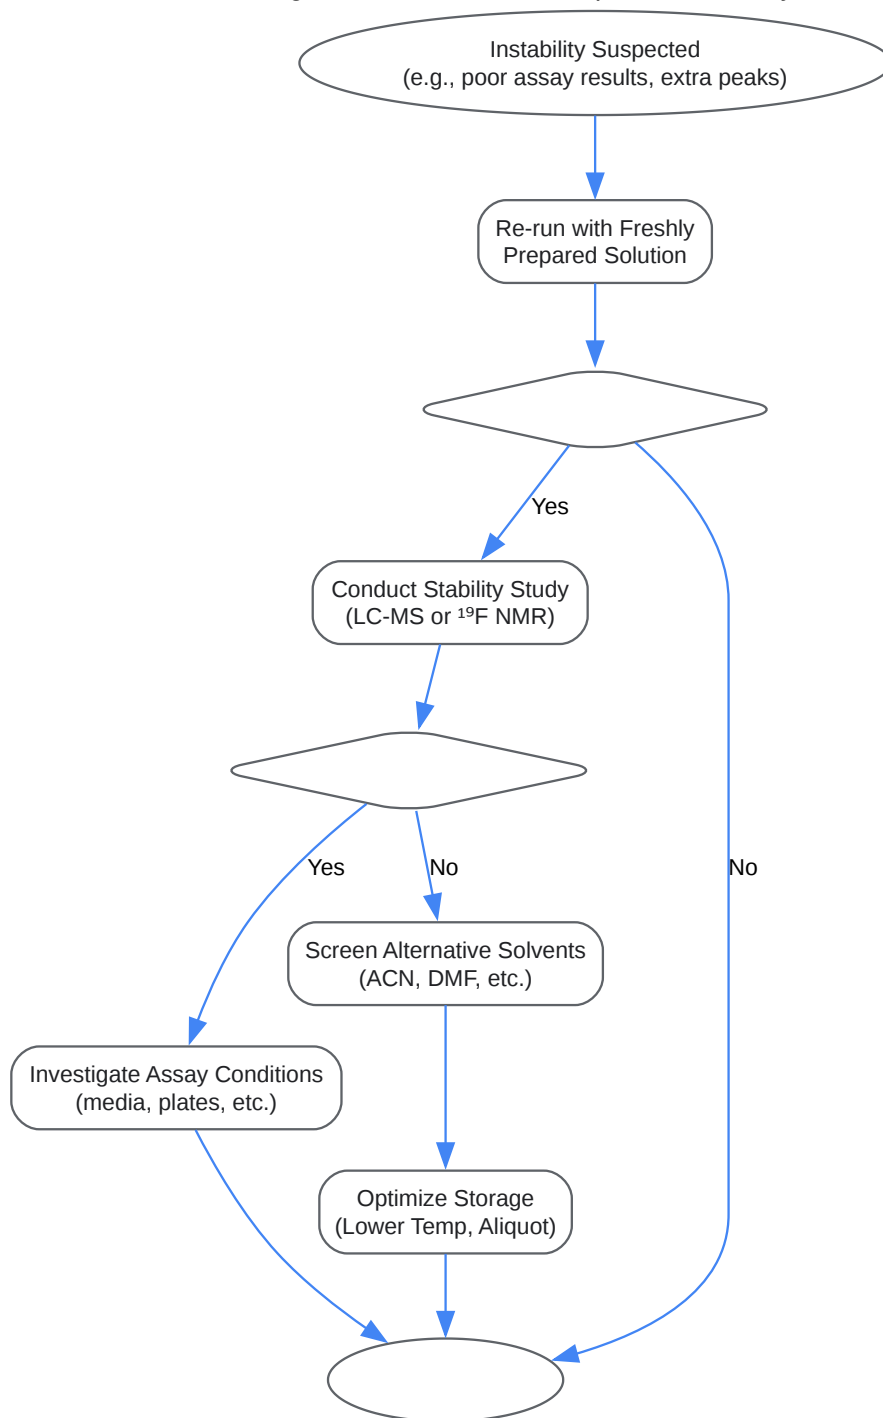 Instability Suspected
(e.g., poor assay results, extra peaks)
Re-run with Freshly
Prepared Solution
Yes
Conduct Stability Study
(LC-MS or ¹⁹F NMR)
Yes
No
No
Screen Alternative Solvents
(ACN, DMF, etc.)
Investigate Assay Conditions
(media, plates, etc.)
Optimize Storage
(Lower Temp, Aliquot)